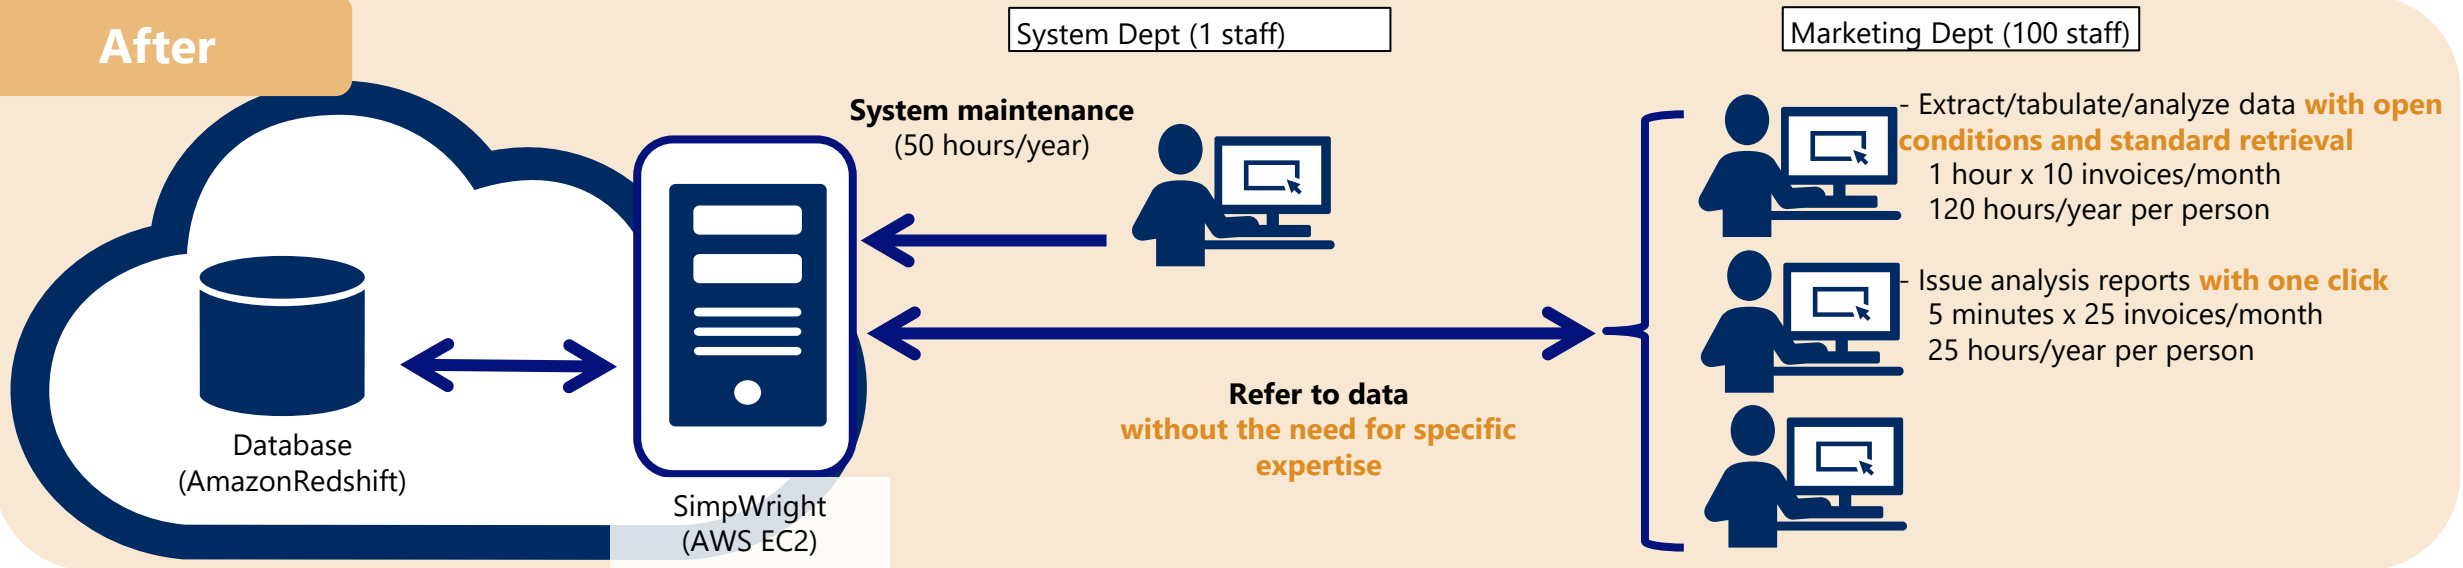 After
System Dept (1 staff)
Marketing Dept (100 staff)
System maintenance
(50 hours/year)
- Extract/tabulate/analyze data with open
conditions and standard retrieval
1 hour x 10 invoices/month
120 hours/year per person
- Issue analysis reports with one click
5 minutes x 25 invoices/month
25 hours/year per person
Refer to data
without the need for specific
expertise
Database
(AmazonRedshift)
SimpWright
(AWS EC2)